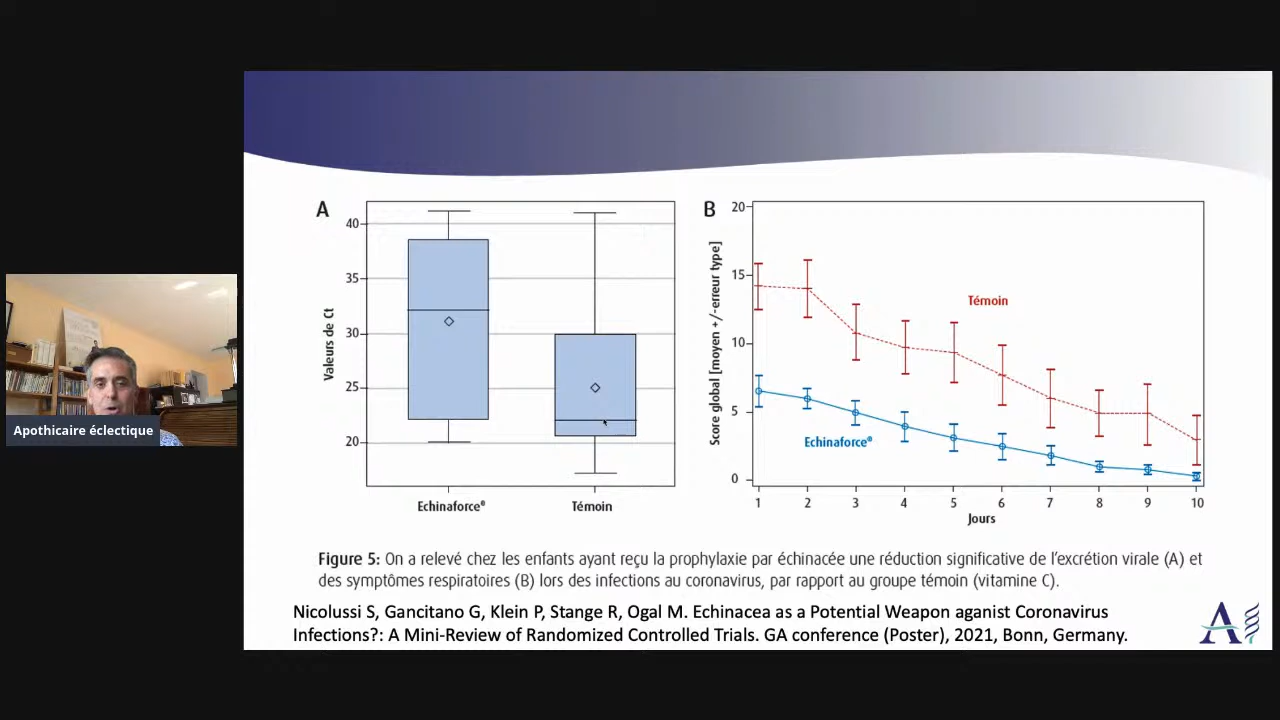 Apothicaire éclectique
A
Valeurs de Ct
40
35
30
25
20
Echinaforce®
Témoin
B
Score global [moyen +/-erreur type]
20
15
10
5
0
Témoin
Echinaforce®
1 2 3 4 5 6 7 8 9 10
Jours
Figure 5: On a relevé chez les enfants ayant reçu la prophylaxie par échinacée une réduction significative de l'excrétion virale (A) et
des symptômes respiratoires (B) lors des infections au coronavirus, par rapport au groupe témoin (vitamine C).
Nicolussi S, Gancitano G, Klein P, Stange R, Ogal M. Echinacea as a Potential Weapon aganist Coronavirus
Infections?: A Mini-Review of Randomized Controlled Trials. GA conference (Poster), 2021, Bonn, Germany.
A